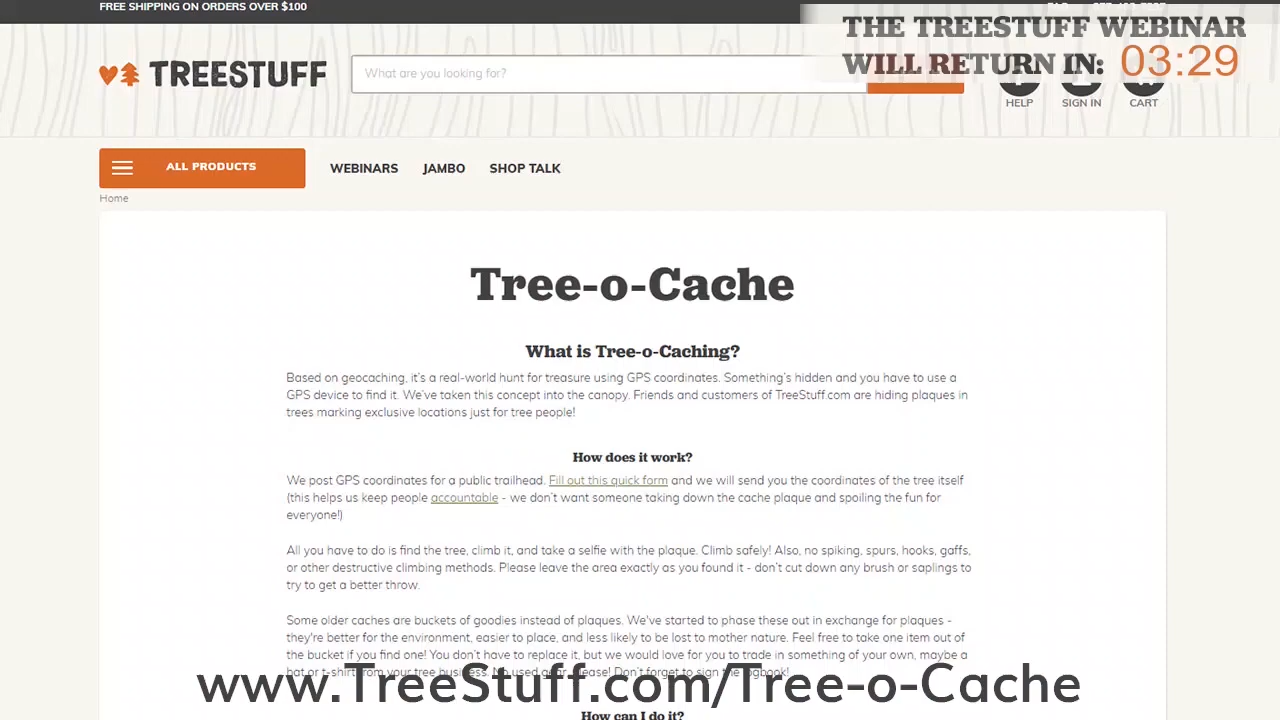 FREE SHIPPING ON ORDERS OVER $100
THE TREESTUFF WEBINAR
WILL RETURN IN: 03:29
TREESTUFF
What are you looking for?
HELP
SIGN IN
CART
ALL PRODUCTS
WEBINARS
JAMBO
SHOP TALK
Home
Tree-o-Cache
What is Tree-o-Caching?
Based on geocaching, it's a real-world hunt for treasure using GPS coordinates. Something's hidden and you have to use a
GPS device to find it. We've taken this concept into the canopy. Friends and customers of TreeStuff.com are hiding plaques in
trees marking exclusive locations just for tree people!
How does it work?
We post GPS coordinates for a public trailhead. Fill out this quick form and we will send you the coordinates of the tree itself
(this helps us keep people accountable - we don't want someone taking down the cache plaque and spoiling the fun for
everyone!)
All you have to do is find the tree, climb it, and take a selfie with the plaque. Climb safely! Also, no spiking, spurs, hooks, gaffs,
or other destructive climbing methods. Please leave the area exactly as you found it - don't cut down any brush or saplings to
try to get a better throw.
Some older caches are buckets of goodies instead of plaques. We've started to phase these out in exchange for plaques -
they're better for the environment, easier to place, and less likely to be lost to mother nature. Feel free to take one item out of
the bucket if you find one! You don't have to replace it, but we would love for you to trade in something of your own, maybe a
hat or t-shirt from your tree business. No used gear, please! Don't forget to sign the logbook!
www.TreeStuff.com/Tree-o-Cache
How can I do it?